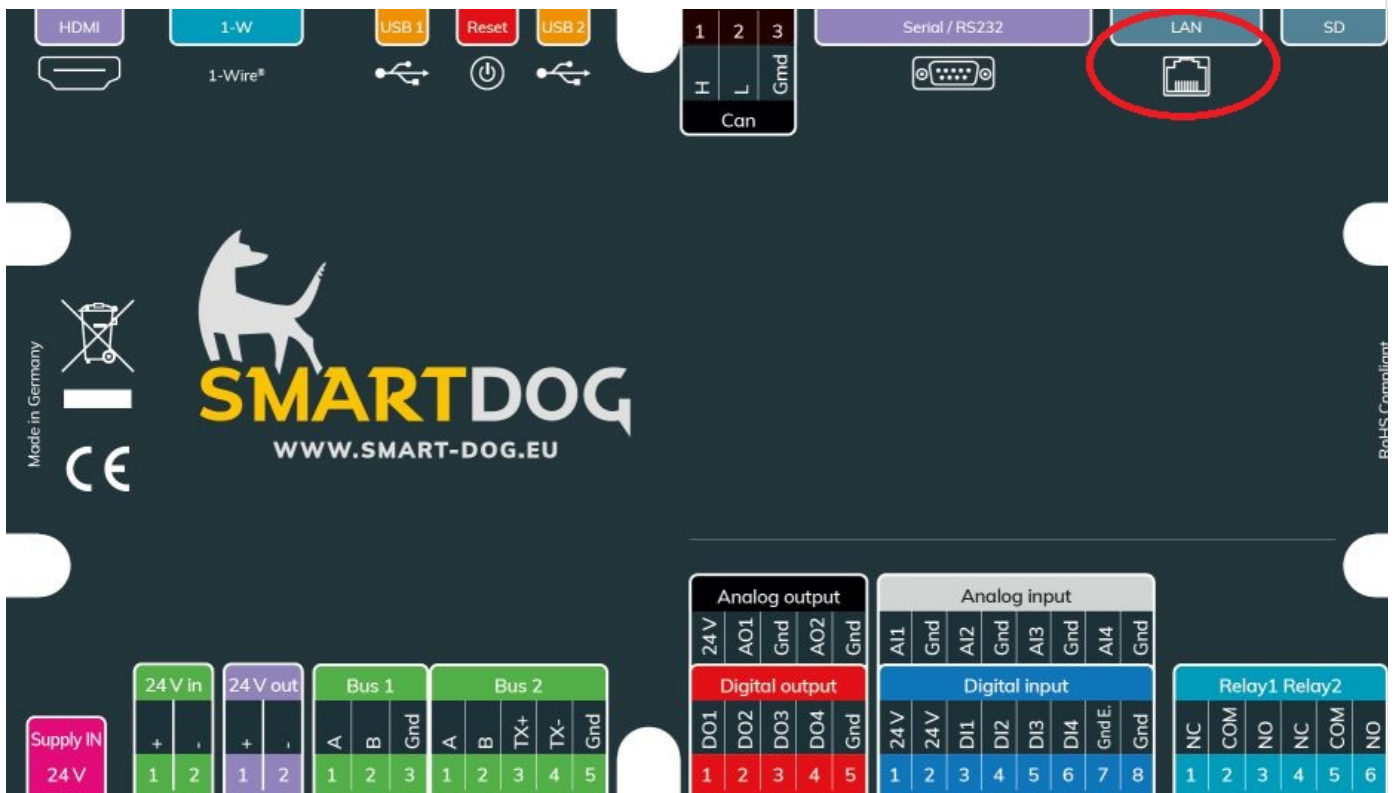 HDMI
1-W
USB 1
Reset
USB 2
1 2 3
Serial / RS232
LAN
SD
1-Wire®
H L Gmd
Can
Made in Germany
CE
SMARTDOG
WWW.SMART-DOG.EU
RoHS Compliant
Analog output
24 V AO1 Gnd AO2 Gnd
Analog input
AI1 Gnd AI2 Gnd AI3 Gnd AI4 Gnd
Supply IN
24 V
24 V in
+ -
1 2
24 V out
+ -
1 2
Bus 1
A B Gnd
1 2 3
Bus 2
A B TX+ TX- Gnd
1 2 3 4 5
Digital output
DO1 DO2 DO3 DO4 Gnd
1 2 3 4 5
Digital input
24 V 24 V DI1 DI2 DI3 DI4 Gnd E. Gnd
1 2 3 4 5 6 7 8
Relay1 Relay2
NC COM NO NC COM NO
1 2 3 4 5 6